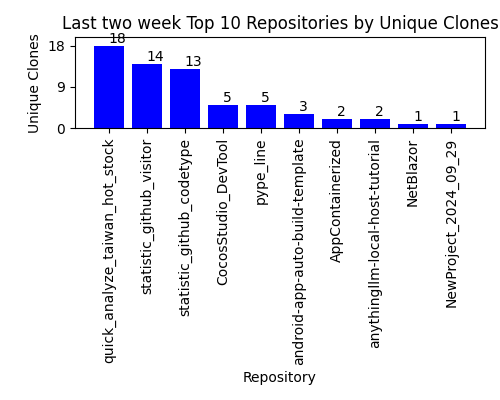 Last two week Top 10 Repositories by Unique Clones
Unique Clones
18
9
0
18
14
13
5
5
3
2
2
1
1
quick_analyze_taiwan_hot_stock
statistic_github_visitor
statistic_github_codetype
CocosStudio_DevTool
pype_line
android-app-auto-build-template
AppContainerized
anythingllm-local-host-tutorial
NetBlazor
NewProject_2024_09_29
Repository